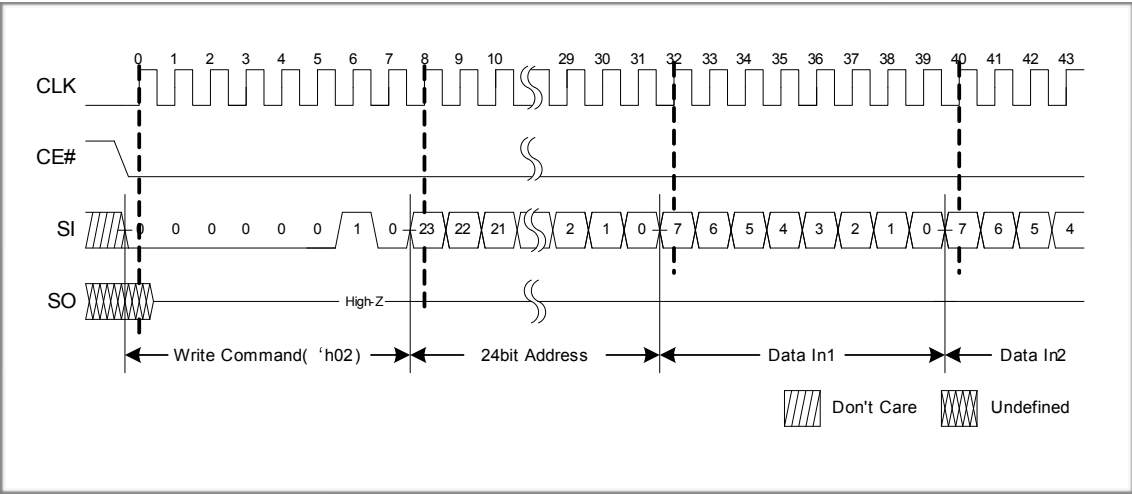 0 1 2 3 4 5 6 7 8 9 10 29 30 31 32 33 34 35 36 37 38 39 40 41 42 43
CLK
CE#
SI 0 0 0 0 0 0 1 0 23 22 21 2 1 0 7 6 5 4 3 2 1 0 7 6 5 4
SO High-Z
Write Command( ‘h02) 24bit Address Data In1 Data In2
Don't Care Undefined